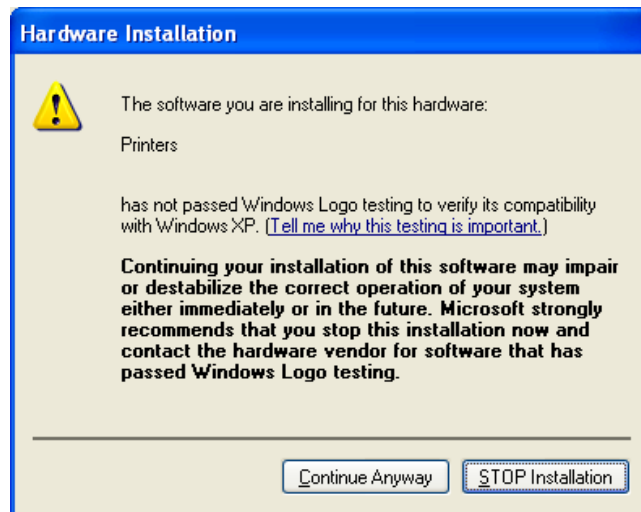 Hardware Installation
The software you are installing for this hardware:
Printers
has not passed Windows Logo testing to verify its compatibility
with Windows XP. (Tell me why this testing is important.)
Continuing your installation of this software may impair
or destabilize the correct operation of your system
either immediately or in the future. Microsoft strongly
recommends that you stop this installation now and
contact the hardware vendor for software that has
passed Windows Logo testing.
Continue Anyway
STOP Installation